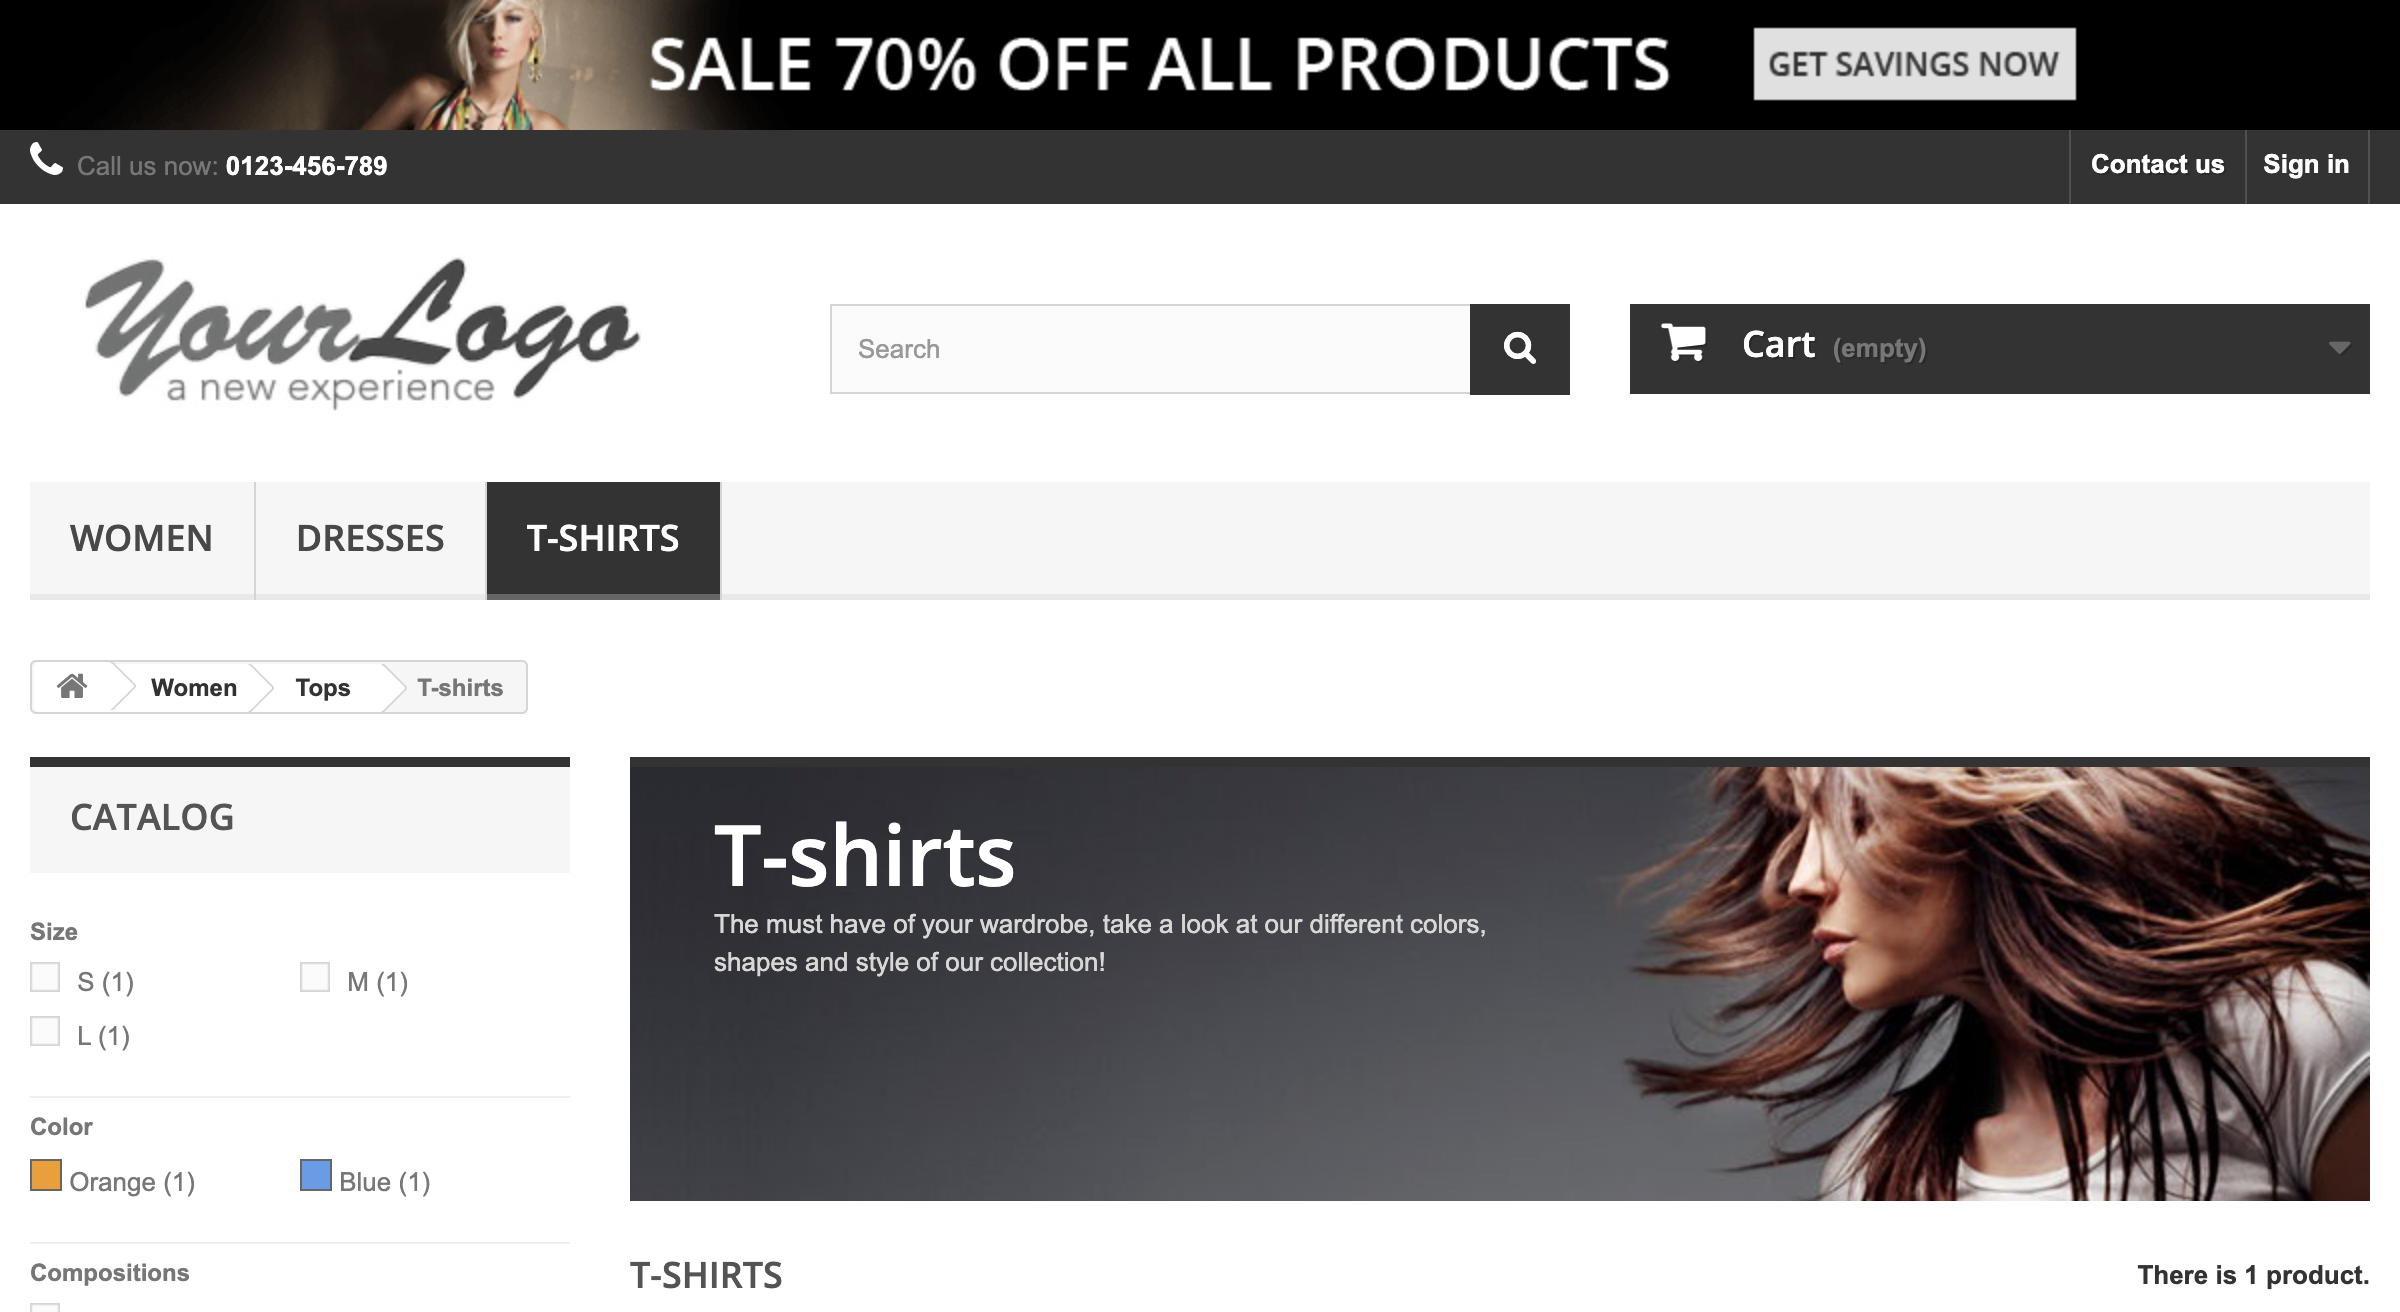 SALE 70% OFF ALL PRODUCTS GET SAVINGS NOW
Call us now: 0123-456-789 Contact us Sign in
YourLogo
a new experience
Search
Cart (empty)
WOMEN DRESSES T-SHIRTS
Women Tops T-shirts
CATALOG
Size
S (1) M (1)
L (1)
Color
Orange (1) Blue (1)
Compositions
T-shirts
The must have of your wardrobe, take a look at our different colors,
shapes and style of our collection!
T-SHIRTS There is 1 product.